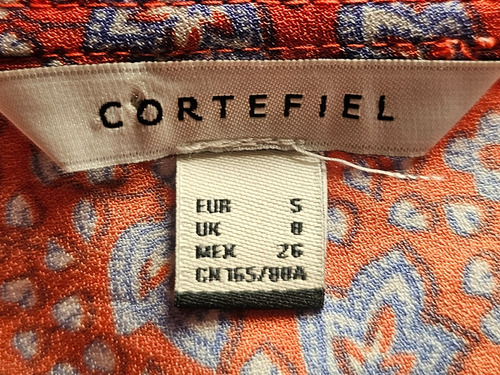 CORTEFIEL
EUR S
UK 8
MEX 26
CN 165/88A